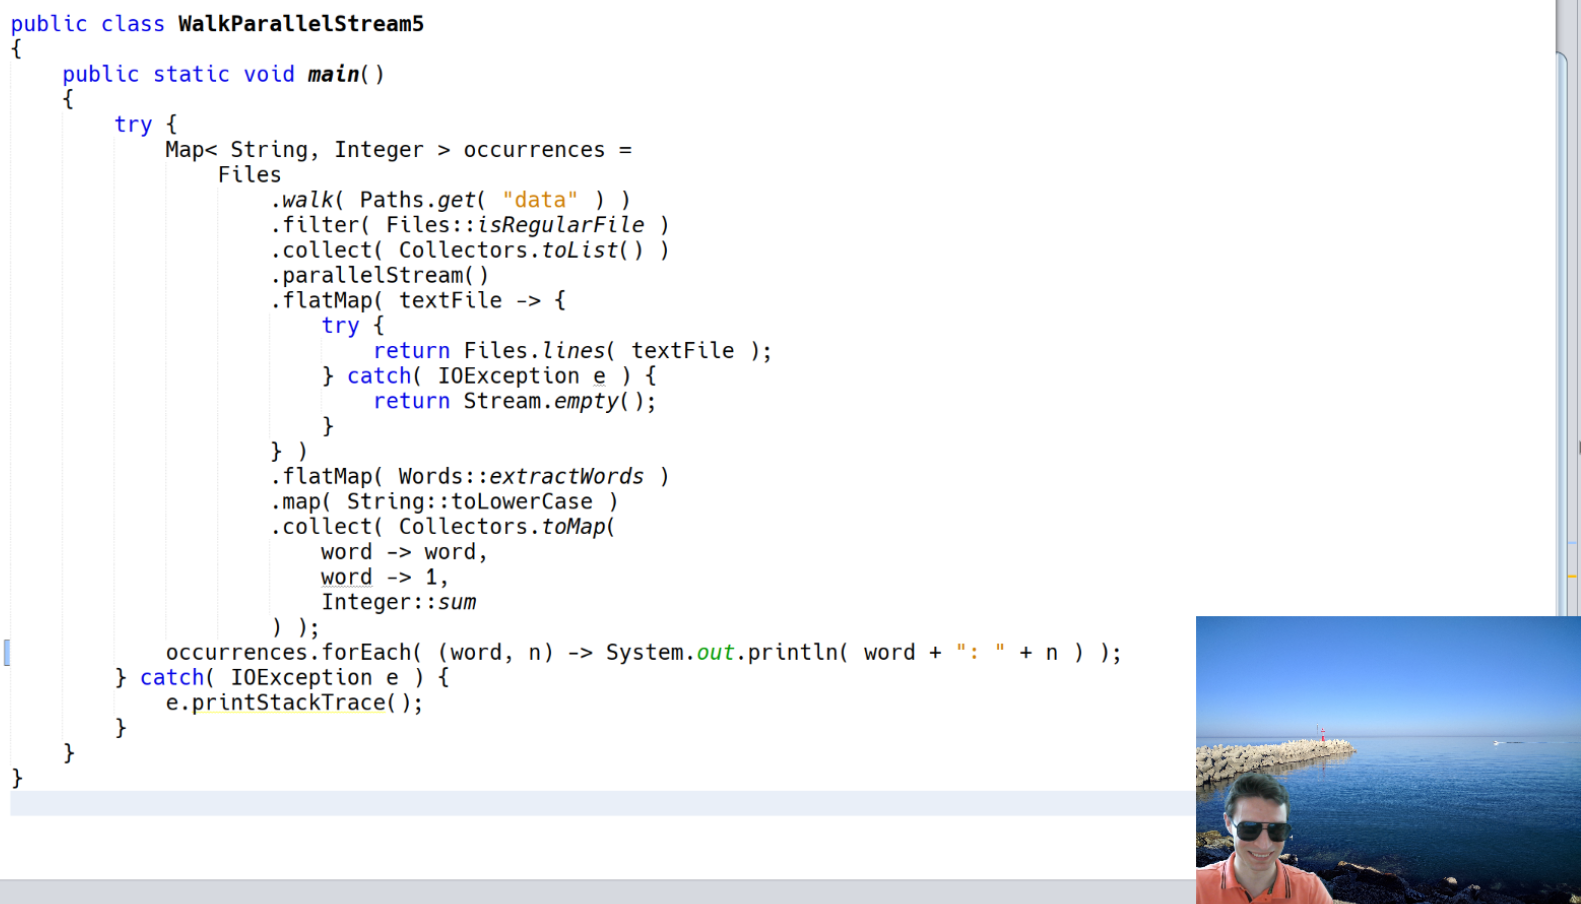 public class WalkParallelStream5
{
    public static void main()
    {
        try {
            Map< String, Integer > occurrences =
                Files
                    .walk( Paths.get( "data" ) )
                    .filter( Files::isRegularFile )
                    .collect( Collectors.toList() )
                    .parallelStream()
                    .flatMap( textFile -> {
                        try {
                            return Files.lines( textFile );
                        } catch( IOException e ) {
                            return Stream.empty();
                        }
                    } )
                    .flatMap( Words::extractWords )
                    .map( String::toLowerCase )
                    .collect( Collectors.toMap(
                        word -> word,
                        word -> 1,
                        Integer::sum
                    ) );
            occurrences.forEach( (word, n) -> System.out.println( word + ": " + n ) );
        } catch( IOException e ) {
            e.printStackTrace();
        }
    }
}